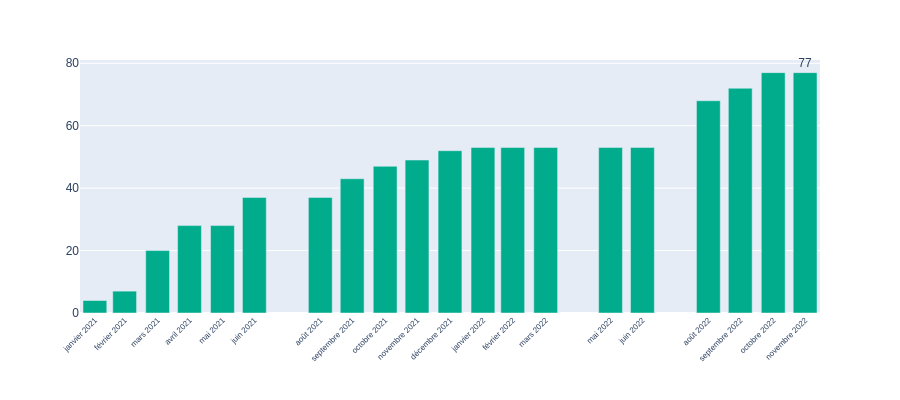 80
77
60
40
20
0
janvier 2021
février 2021
mars 2021
avril 2021
mai 2021
juin 2021
août 2021
septembre 2021
octobre 2021
novembre 2021
décembre 2021
janvier 2022
février 2022
mars 2022
mai 2022
juin 2022
août 2022
septembre 2022
octobre 2022
novembre 2022